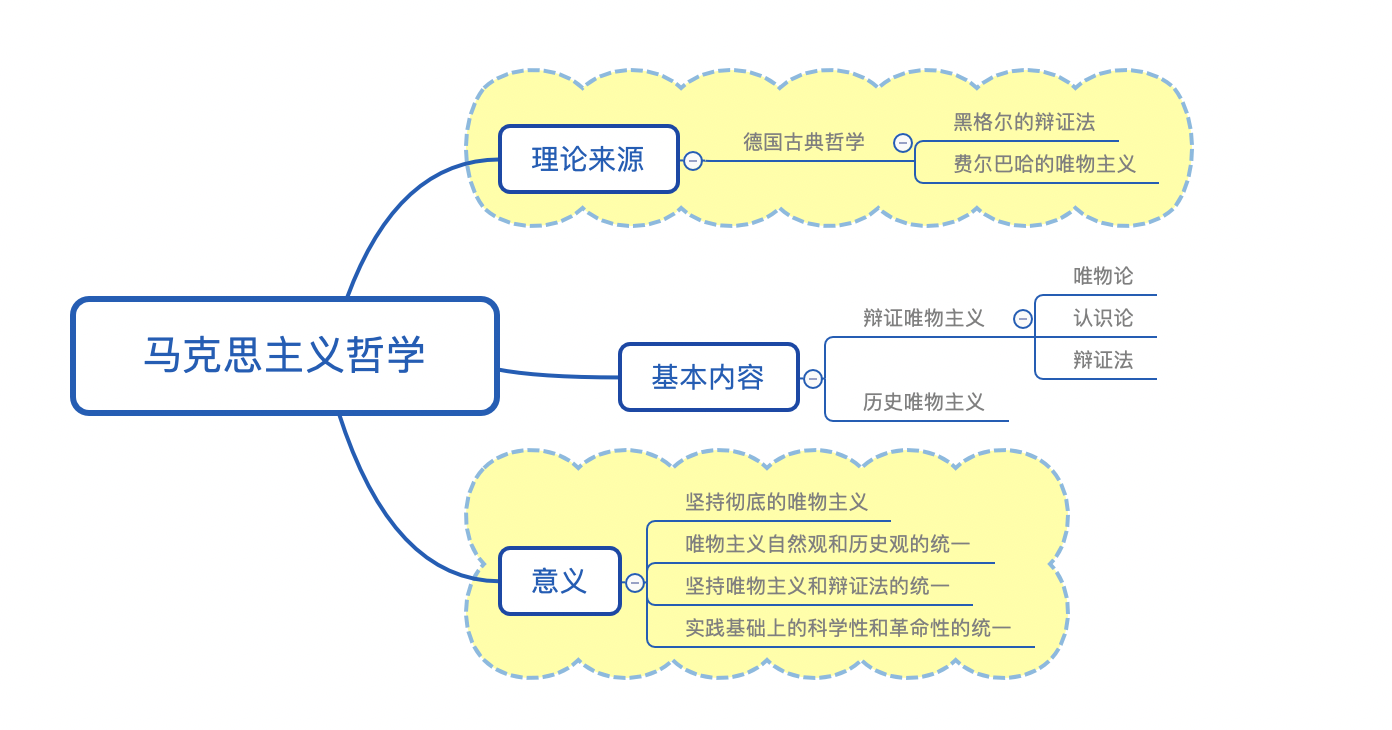 马克思主义哲学
理论来源
德国古典哲学
黑格尔的辩证法
费尔巴哈的唯物主义
基本内容
辩证唯物主义
唯物论
认识论
辩证法
历史唯物主义
意义
坚持彻底的唯物主义
唯物主义自然观和历史观的统一
坚持唯物主义和辩证法的统一
实践基础上的科学性和革命性的统一